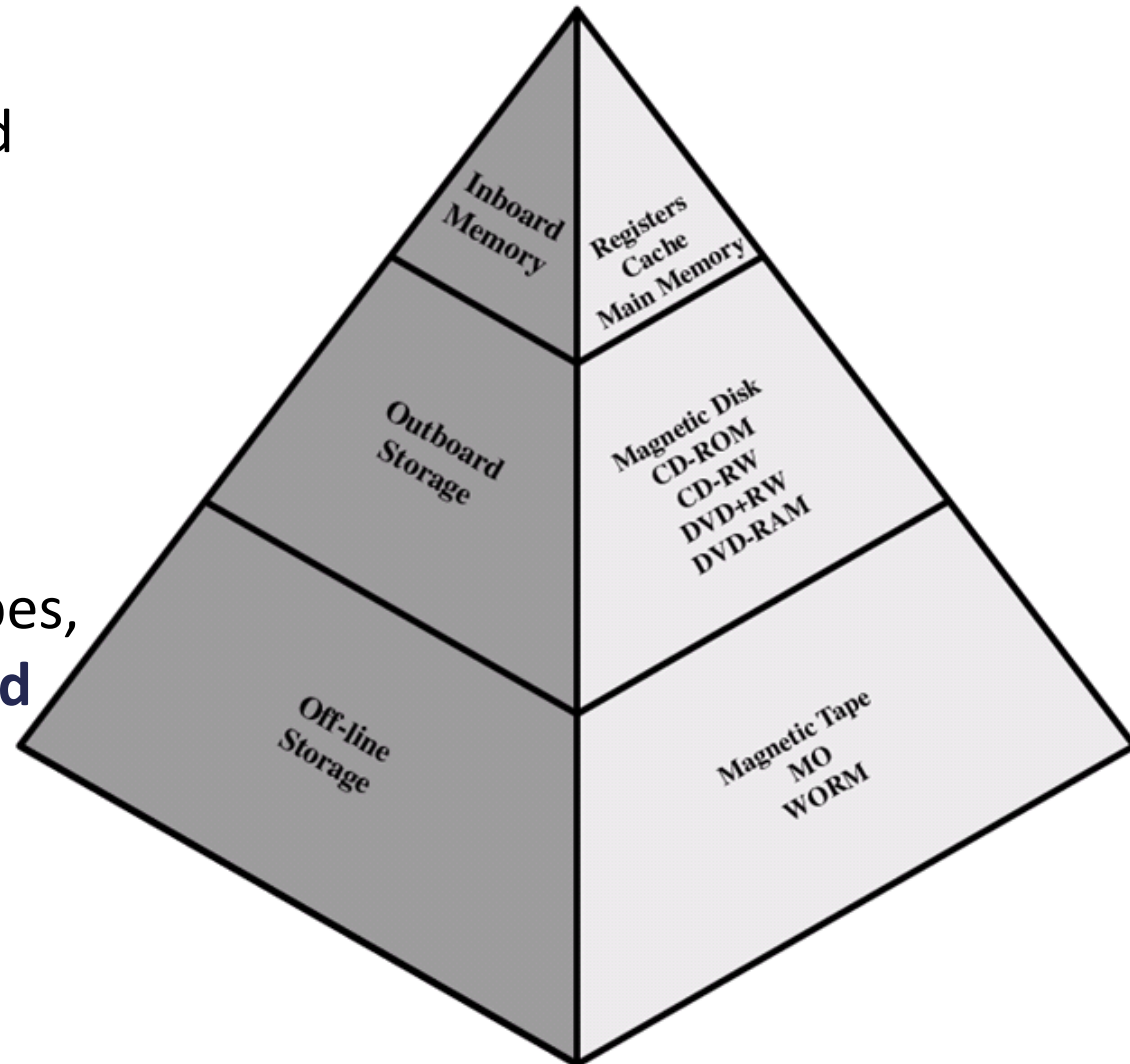 d
Inboard
Memory
Registers
Cache
Main Memory
Outboard
Storage
Magnetic Disk
CD-ROM
CD-RW
DVD+RW
DVD-RAM
pes,
d
Off-line
Storage
Magnetic Tape
MO
WORM